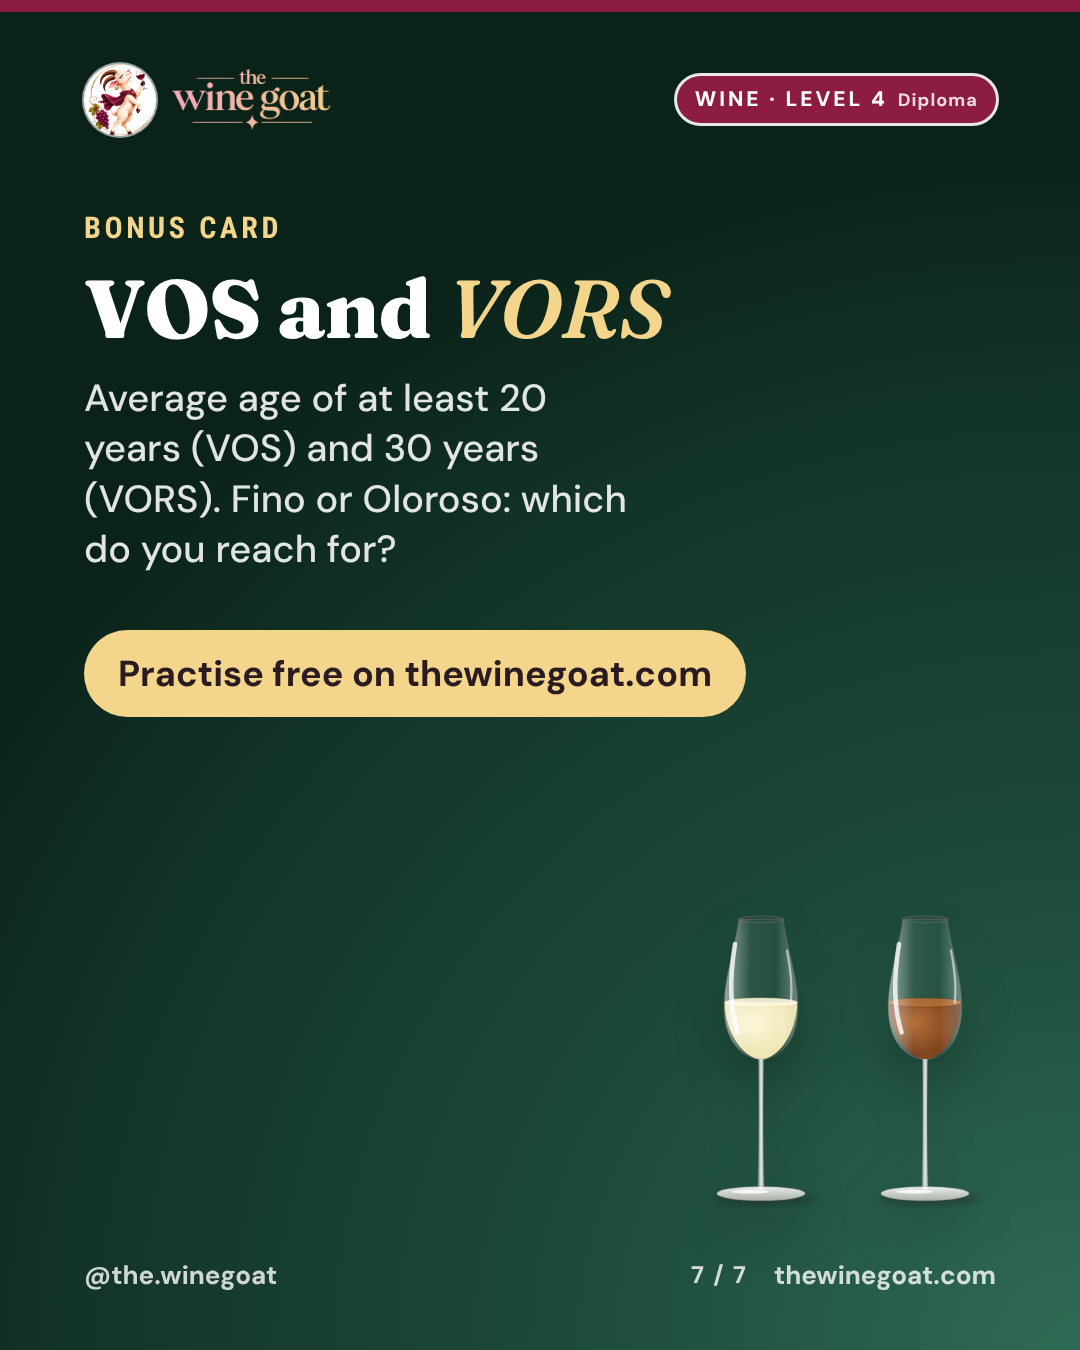 the
wine goat
WINE · LEVEL 4 Diploma
BONUS CARD
VOS and VORS
Average age of at least 20
years (VOS) and 30 years
(VORS). Fino or Oloroso: which
do you reach for?
Practise free on thewinegoat.com
@the.winegoat
7 / 7 thewinegoat.com